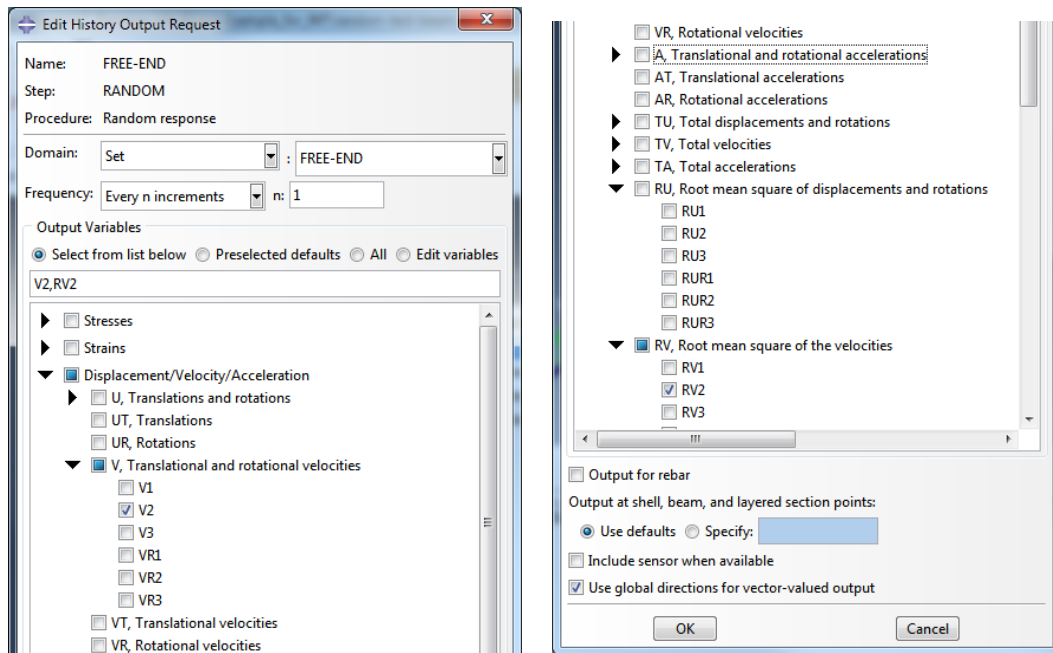 Edit History Output Request
Name: FREE-END
Step: RANDOM
Procedure: Random response
Domain: Set : FREE-END
Frequency: Every n increments n: 1
Output Variables
Select from list below Preselected defaults All Edit variables
V2,RV2
Stresses
Strains
Displacement/Velocity/Acceleration
U, Translations and rotations
UT, Translations
UR, Rotations
V, Translational and rotational velocities
V1
V2
V3
VR1
VR2
VR3
VT, Translational velocities
VR, Rotational velocities
VR, Rotational velocities
A, Translational and rotational accelerations
AT, Translational accelerations
AR, Rotational accelerations
TU, Total displacements and rotations
TV, Total velocities
TA, Total accelerations
RU, Root mean square of displacements and rotations
RU1
RU2
RU3
RUR1
RUR2
RUR3
RV, Root mean square of the velocities
RV1
RV2
RV3
Output for rebar
Output at shell, beam, and layered section points:
Use defaults Specify:
Include sensor when available
Use global directions for vector-valued output
OK Cancel